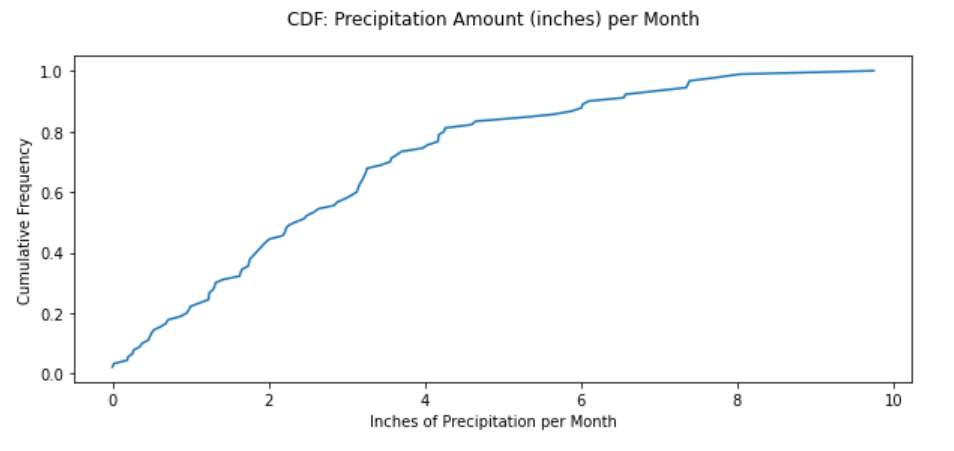 CDF: Precipitation Amount (inches) per Month
1.0
0.8
0.6
0.4
0.2
0.0
Cumulative Frequency
0 2 4 6 8 10
Inches of Precipitation per Month